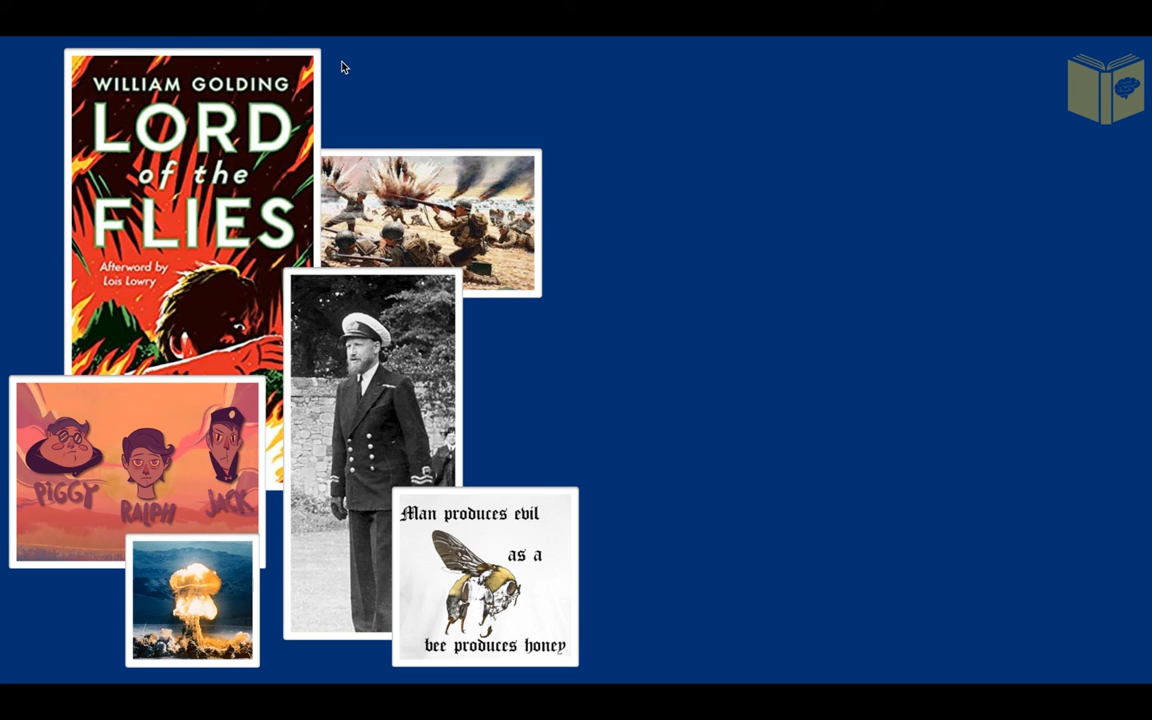 WILLIAM GOLDING
LORD
of the
FLIES
Afterword by
Lois Lowry
PIGGY
RALPH
JACK
Man produces evil
as a
bee produces honey